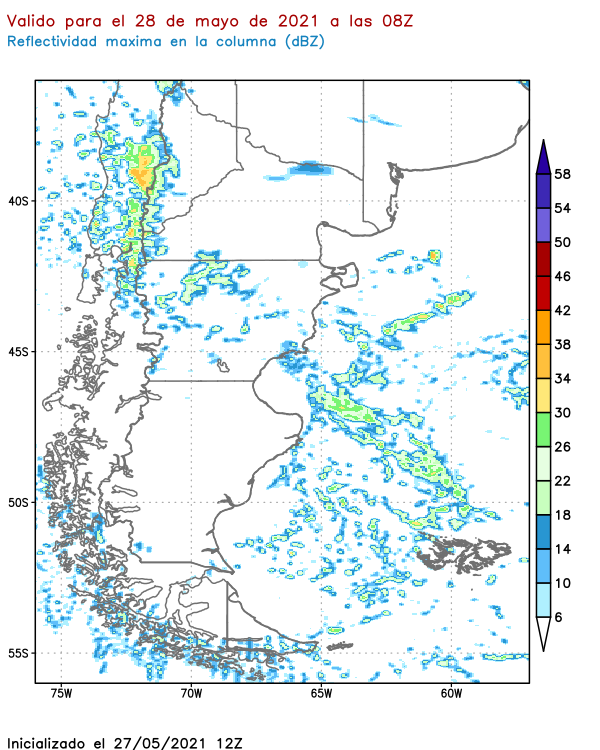 Valido para el 28 de mayo de 2021 a las 08Z
Reflectividad maxima en la columna (dBZ)
40S
45S
50S
55S
75W
70W
65W
60W
58
54
50
46
42
38
34
30
26
22
18
14
10
6
Inicializado el 27/05/2021 12Z